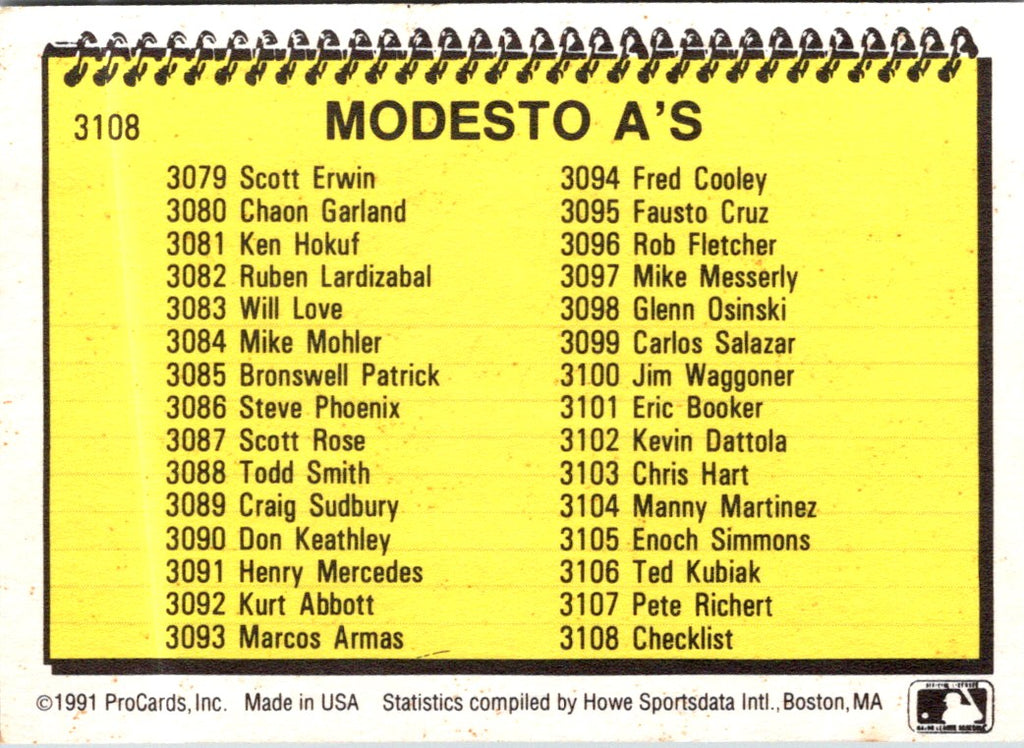 MODESTO A'S
3108
3079 Scott Erwin
3080 Chaon Garland
3081 Ken Hokuf
3082 Ruben Lardizabal
3083 Will Love
3084 Mike Mohler
3085 Bronswell Patrick
3086 Steve Phoenix
3087 Scott Rose
3088 Todd Smith
3089 Craig Sudbury
3090 Don Keathley
3091 Henry Mercedes
3092 Kurt Abbott
3093 Marcos Armas
3094 Fred Cooley
3095 Fausto Cruz
3096 Rob Fletcher
3097 Mike Messerly
3098 Glenn Osinski
3099 Carlos Salazar
3100 Jim Waggoner
3101 Eric Booker
3102 Kevin Dattola
3103 Chris Hart
3104 Manny Martinez
3105 Enoch Simmons
3106 Ted Kubiak
3107 Pete Richert
3108 Checklist
©1991 ProCards, Inc. Made in USA Statistics compiled by Howe Sportsdata Intl., Boston, MA